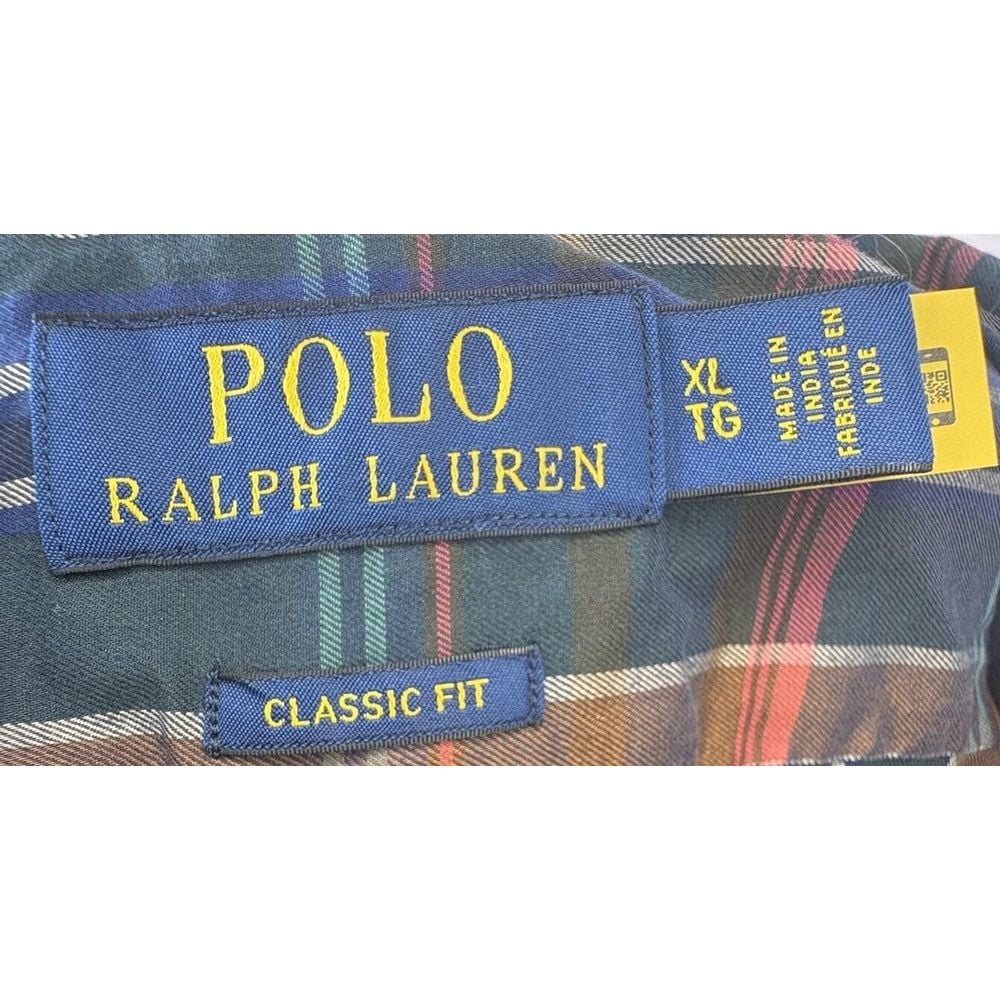 POLO
RALPH LAUREN
XL
TG
MADE IN
INDIA
FABRIQUÉ EN
INDE
CLASSIC FIT